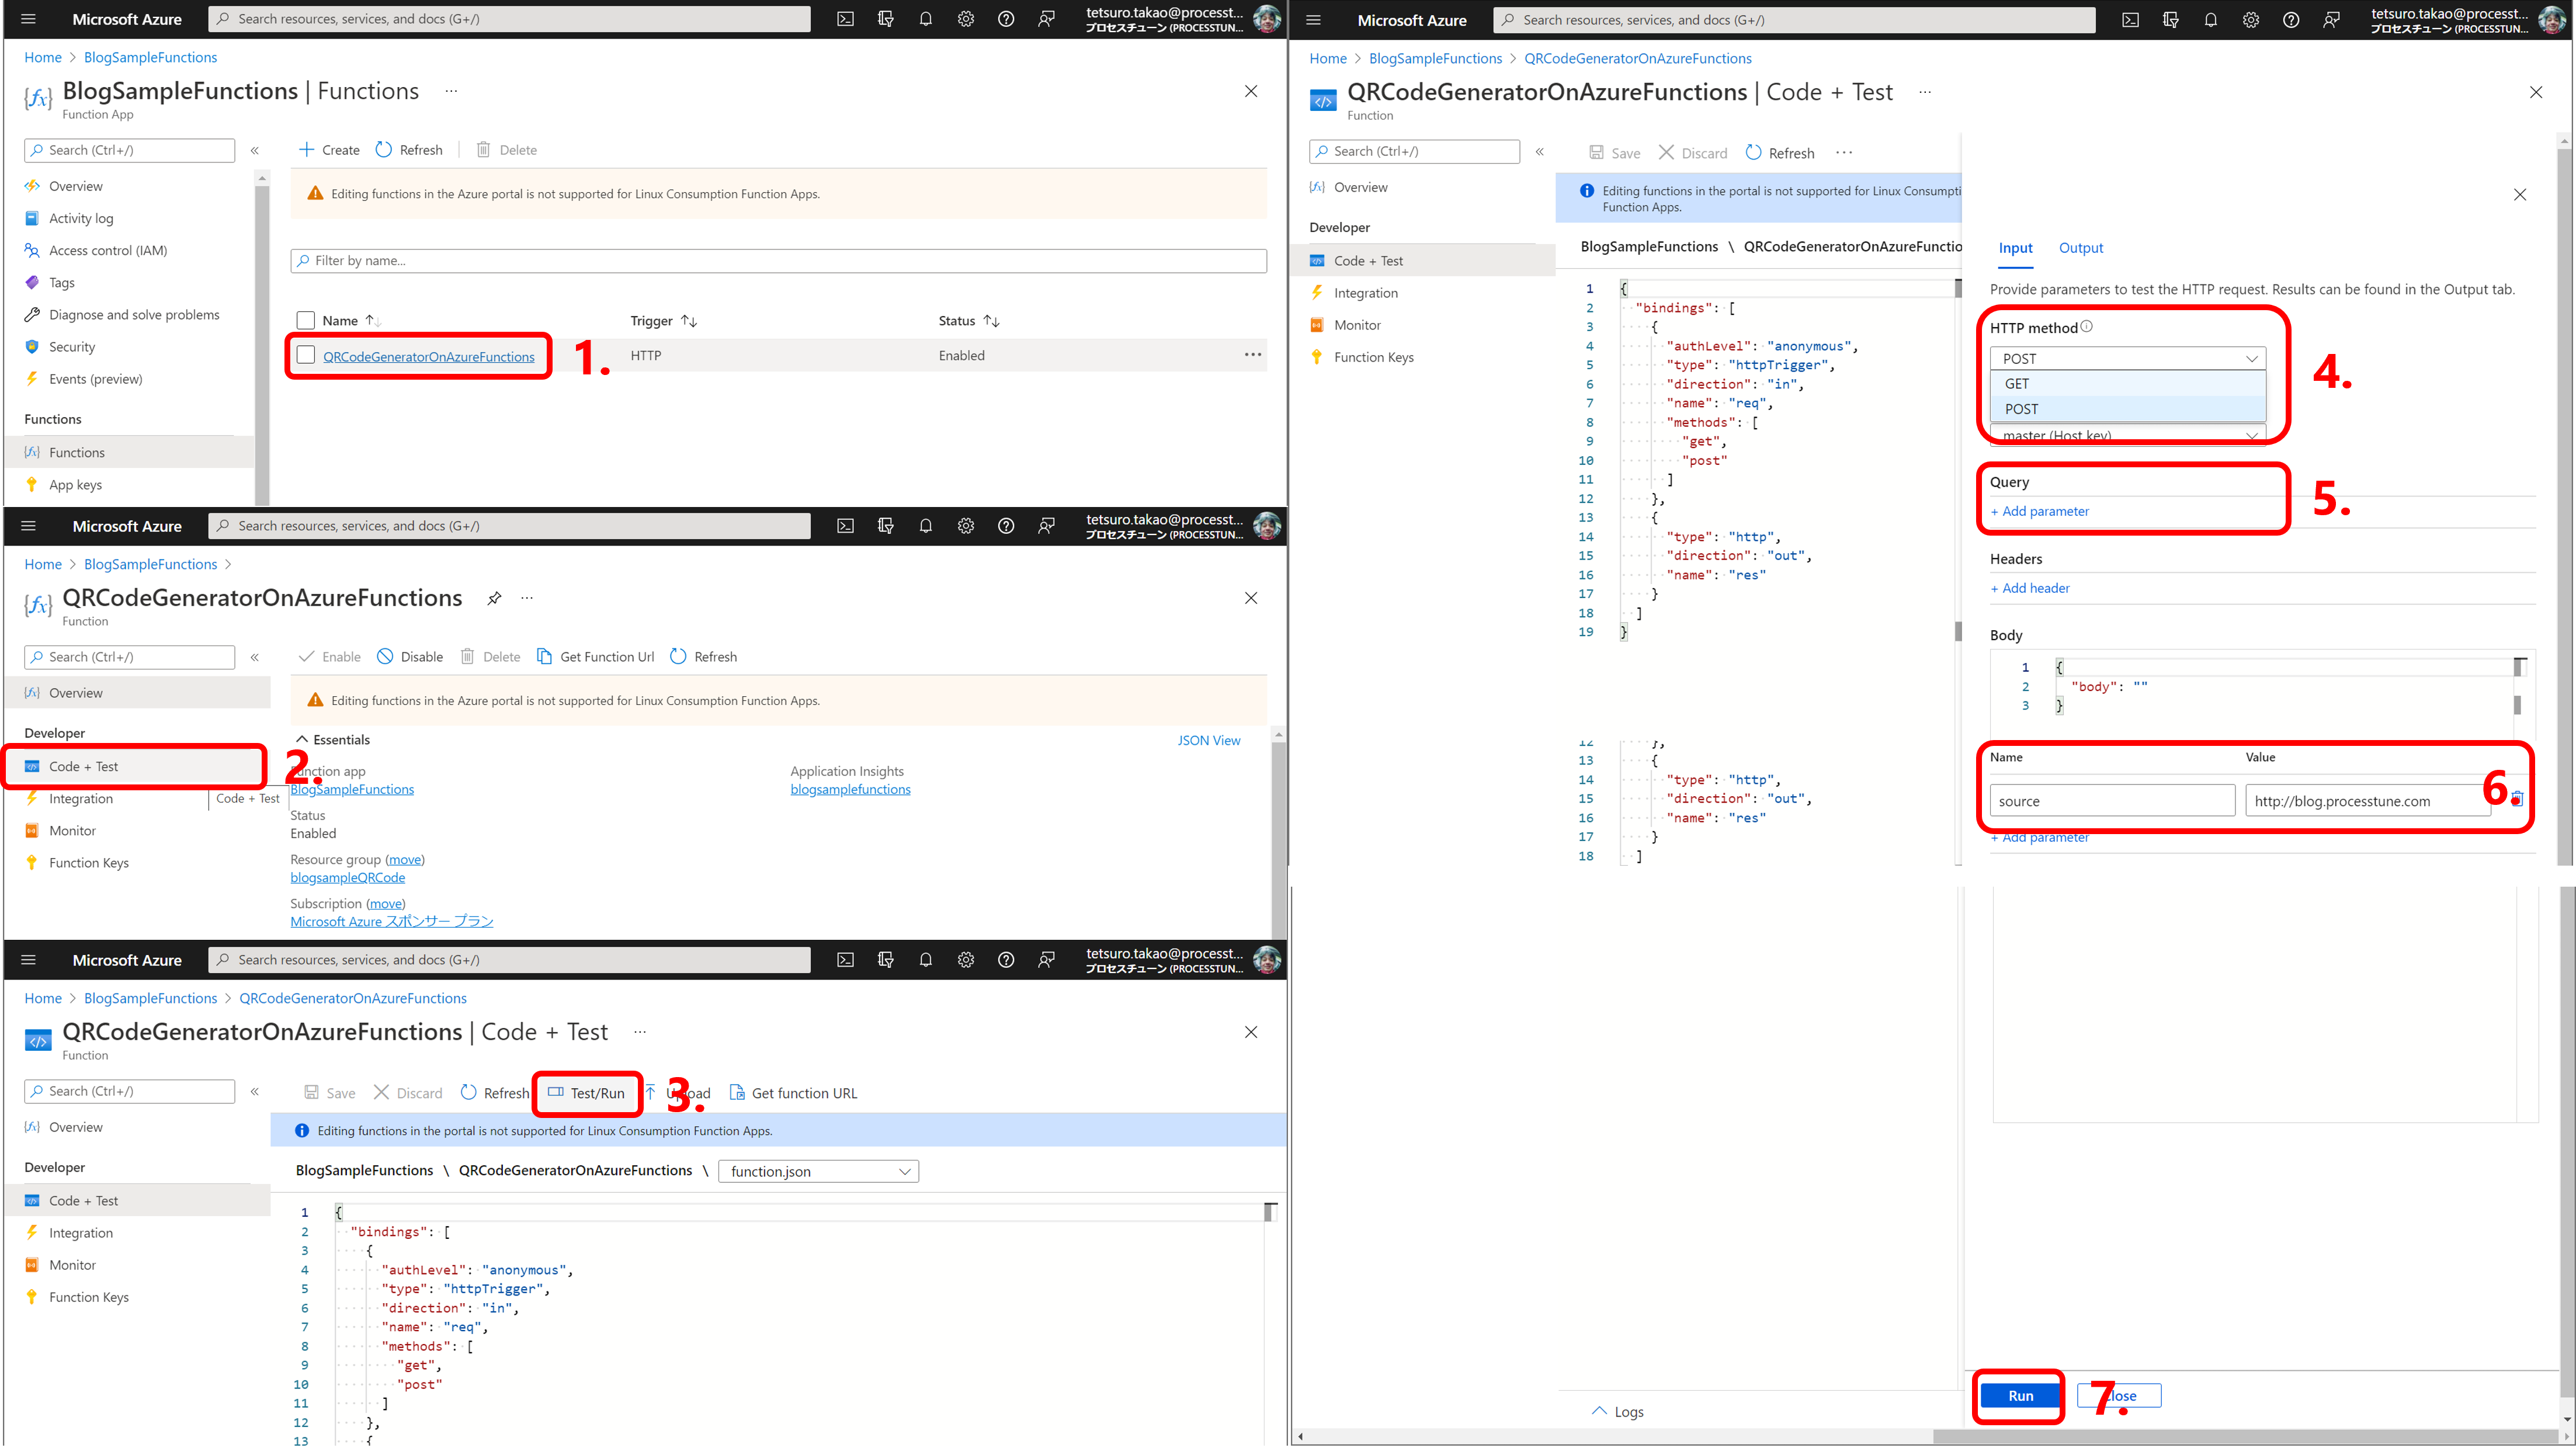 Microsoft Azure
Search resources, services, and docs (G+/)
tetsuro.takao@processt...
プロセスチューン (PROCESSTUN...
Home > BlogSampleFunctions
BlogSampleFunctions | Functions ...
Function App
Search (Ctrl+/)
«
Overview
Activity log
Access control (IAM)
Tags
Diagnose and solve problems
Security
Events (preview)
Functions
Functions
App keys
Create
Refresh
Delete
Editing functions in the Azure portal is not supported for Linux Consumption Function Apps.
Filter by name...
Name
Trigger
Status
QRCodeGeneratorOnAzureFunctions
1.
HTTP
Enabled
Microsoft Azure
Search resources, services, and docs (G+/)
tetsuro.takao@processt...
プロセスチューン (PROCESSTUN...
Home > BlogSampleFunctions >
QRCodeGeneratorOnAzureFunctions ...
Function
Search (Ctrl+/)
«
Overview
Developer
Code + Test
2.
Integration
Code + Test
Monitor
Function Keys
Enable
Disable
Delete
Get Function Url
Refresh
Editing functions in the Azure portal is not supported for Linux Consumption Function Apps.
Essentials
JSON View
Function app
BlogSampleFunctions
Application Insights
blogsamplefunctions
Status
Enabled
Resource group (move)
blogsampleQRCode
Subscription (move)
Microsoft Azure スポンサー プラン
Microsoft Azure
Search resources, services, and docs (G+/)
tetsuro.takao@processt...
プロセスチューン (PROCESSTUN...
Home > BlogSampleFunctions > QRCodeGeneratorOnAzureFunctions
QRCodeGeneratorOnAzureFunctions | Code + Test ...
Function
Search (Ctrl+/)
«
Overview
Developer
Code + Test
Integration
Monitor
Function Keys
Save
Discard
Refresh
Test/Run
3.
Upload
Get function URL
Editing functions in the portal is not supported for Linux Consumption Function Apps.
BlogSampleFunctions \ QRCodeGeneratorOnAzureFunctions \ function.json
1 {
2 "bindings": [
3 {
4 "authLevel": "anonymous",
5 "type": "httpTrigger",
6 "direction": "in",
7 "name": "req",
8 "methods": [
9 "get",
10 "post"
11 ]
12 },
13 {
Microsoft Azure
Search resources, services, and docs (G+/)
tetsuro.takao@processt...
プロセスチューン (PROCESSTUN...
Home > BlogSampleFunctions > QRCodeGeneratorOnAzureFunctions
QRCodeGeneratorOnAzureFunctions | Code + Test ...
Function
Search (Ctrl+/)
«
Overview
Developer
Code + Test
Integration
Monitor
Function Keys
Save
Discard
Refresh
...
Editing functions in the portal is not supported for Linux Consumpti
Function Apps.
BlogSampleFunctions \ QRCodeGeneratorOnAzureFunctio
1 {
2 "bindings": [
3 {
4 "authLevel": "anonymous",
5 "type": "httpTrigger",
6 "direction": "in",
7 "name": "req",
8 "methods": [
9 "get",
10 "post"
11 ]
12 },
13 {
14 "type": "http",
15 "direction": "out",
16 "name": "res"
17 }
18 ]
19 }
12 },
13 {
14 "type": "http",
15 "direction": "out",
16 "name": "res"
17 }
18 ]
Input
Output
Provide parameters to test the HTTP request. Results can be found in the Output tab.
HTTP method
POST
GET
POST
4.
master (Host key)
Query
+ Add parameter
5.
Headers
+ Add header
Body
1 {
2 "body": ""
3 }
Name
Value
source
http://blog.processtune.com
6.
+ Add parameter
Run
7.
Close
Logs